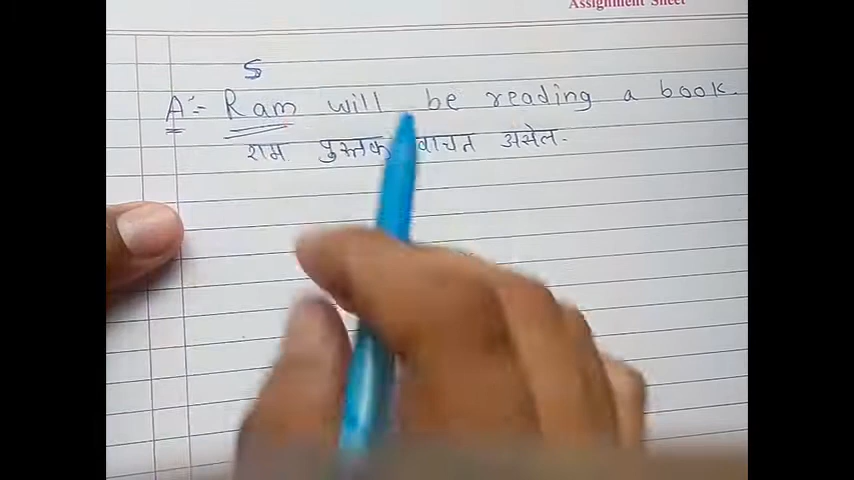 Assignment Sheet
S
A:- Ram will be reading a book.
राम पुस्तक वाचत असेल.